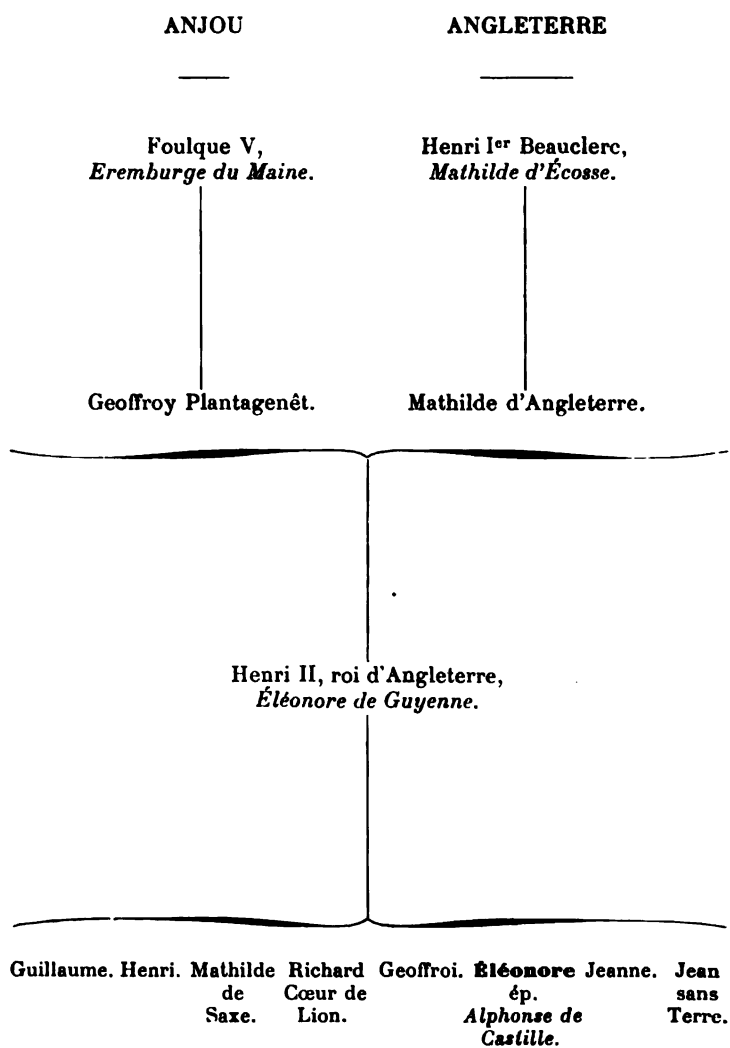 ANJOU ANGLETERRE
Foulque V, Henri Ier Beauclerc,
Eremburge du Maine. Mathilde d'Écosse.
Geoffroy Plantagenêt. Mathilde d'Angleterre.
Henri II, roi d'Angleterre,
Éléonore de Guyenne.
Guillaume. Henri. Mathilde Richard Geoffroi. Éléonore Jeanne. Jean
de Cœur de ép. sans
Saxe. Lion. Alphonse de Terre.
Castille.